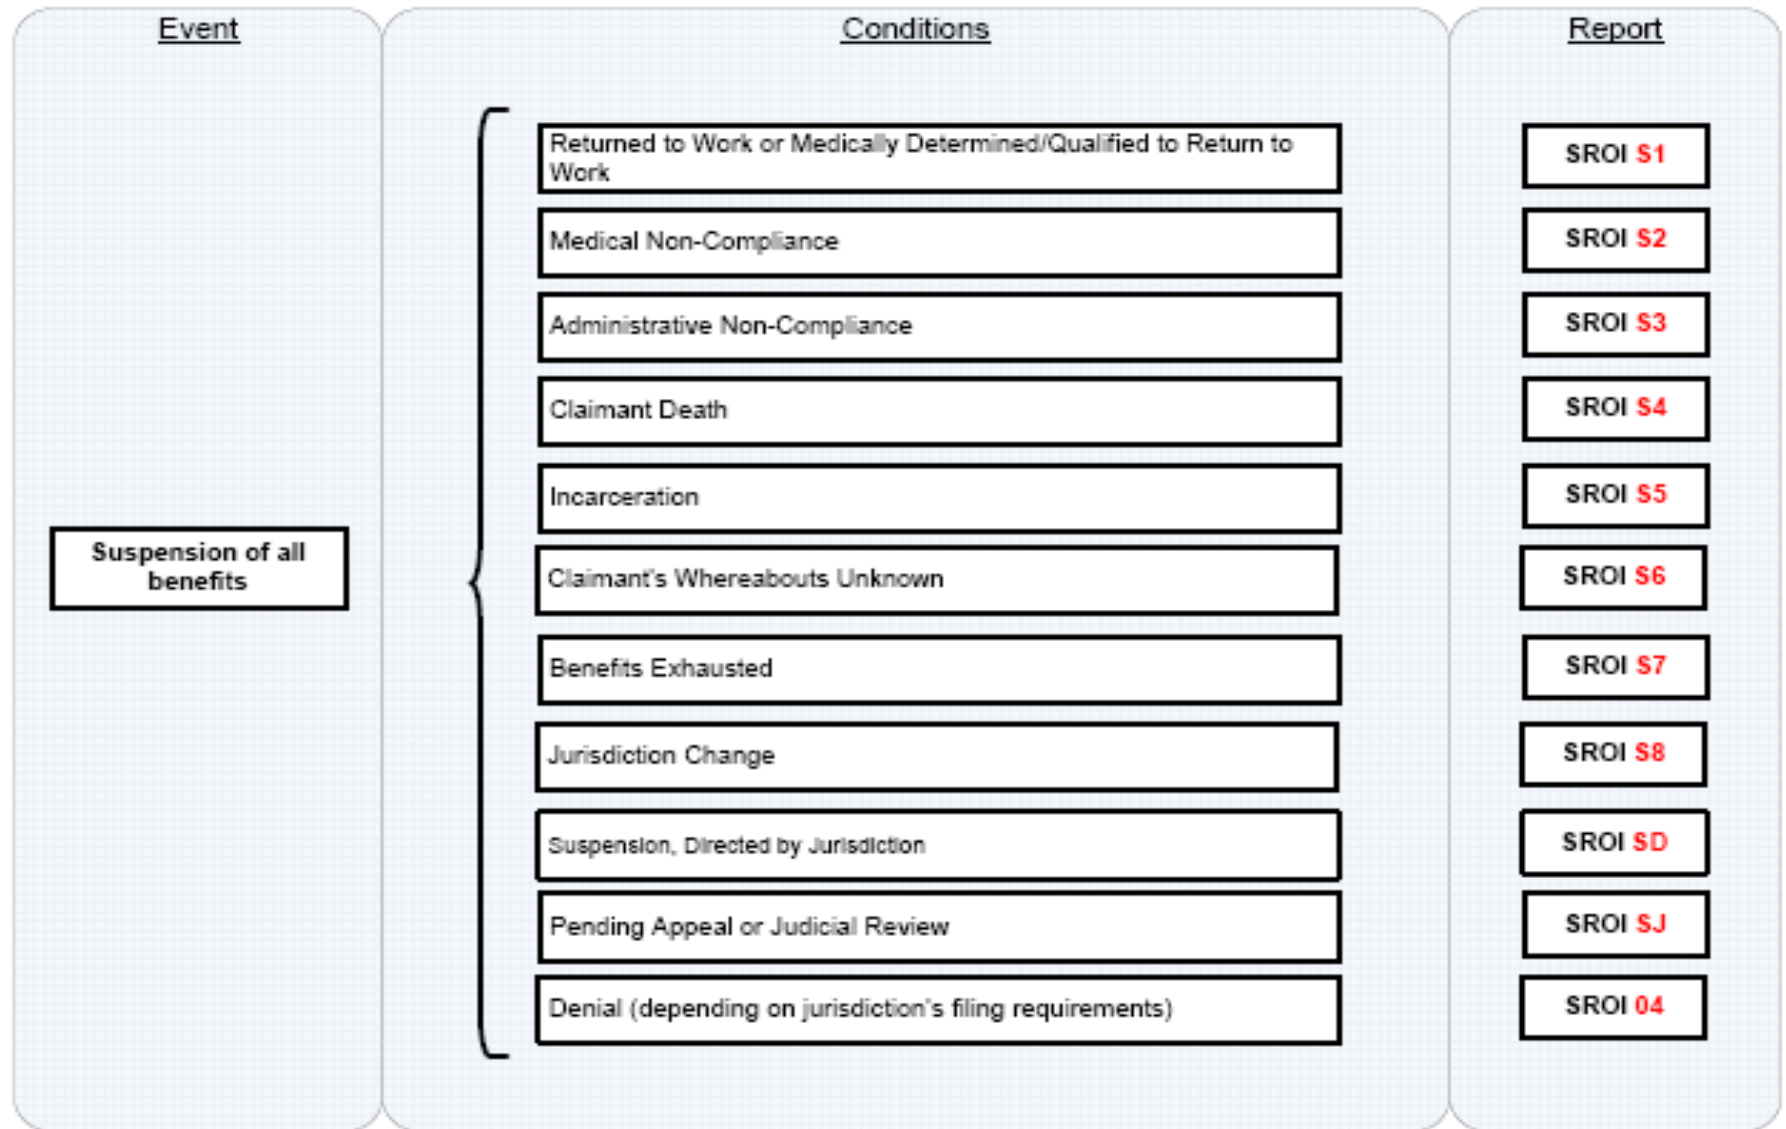 Event
Conditions
Report
Returned to Work or Medically Determined/Qualified to Return to
Work
SROI S1
Medical Non-Compliance
SROI S2
Administrative Non-Compliance
SROI S3
Claimant Death
SROI S4
Incarceration
SROI S5
Suspension of all
benefits
Claimant's Whereabouts Unknown
SROI S6
Benefits Exhausted
SROI S7
Jurisdiction Change
SROI S8
Suspension, Directed by Jurisdiction
SROI SD
Pending Appeal or Judicial Review
SROI SJ
Denial (depending on jurisdiction's filing requirements)
SROI 04